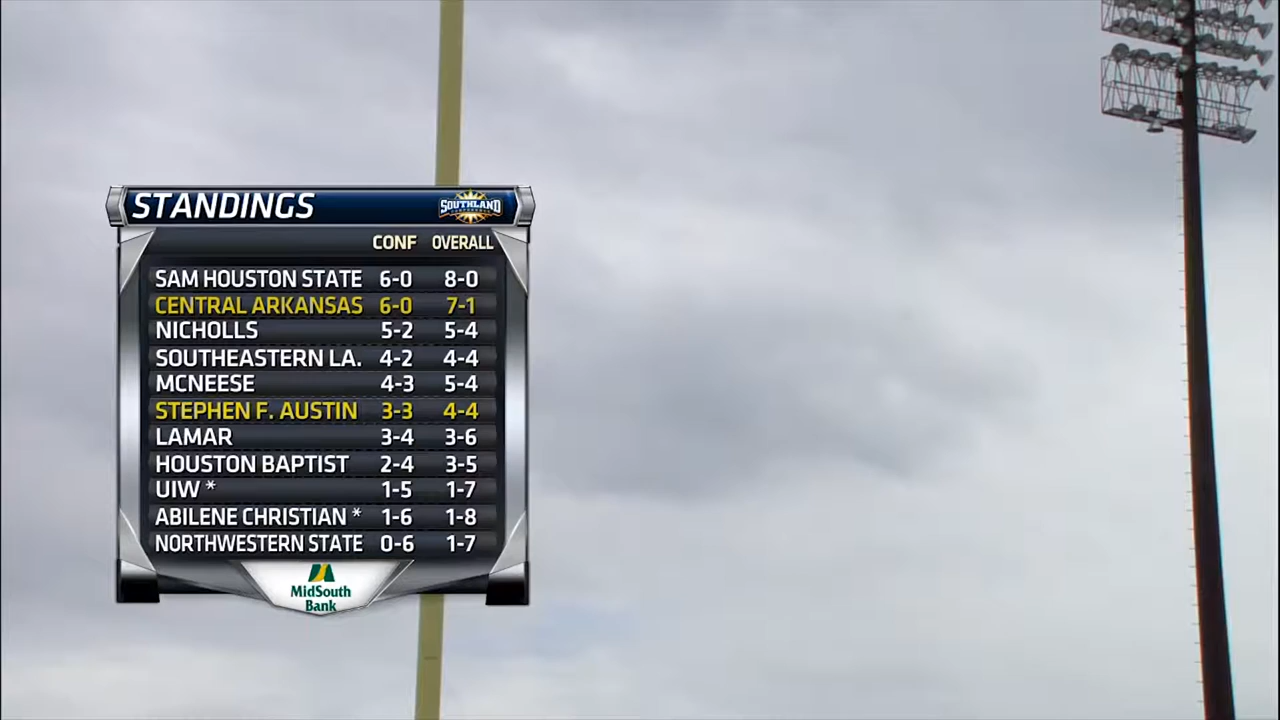 STANDINGS SOUTHLAND CONFERENCE
CONF OVERALL
SAM HOUSTON STATE 6-0 8-0
CENTRAL ARKANSAS 6-0 7-1
NICHOLLS 5-2 5-4
SOUTHEASTERN LA. 4-2 4-4
MCNEESE 4-3 5-4
STEPHEN F. AUSTIN 3-3 4-4
LAMAR 3-4 3-6
HOUSTON BAPTIST 2-4 3-5
UIW * 1-5 1-7
ABILENE CHRISTIAN * 1-6 1-8
NORTHWESTERN STATE 0-6 1-7
MidSouth
Bank